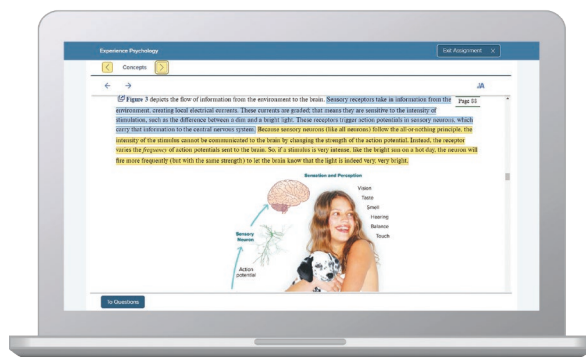 Experience Psychology
Exit Assignment X
< Concepts >
← → JA
Figure 3 depicts the flow of information from the environment to the brain. Sensory receptors take in information from the Page 83
environment, creating local electrical currents. These currents are graded; that means they are sensitive to the intensity of
stimulation, such as the difference between a dim and a bright light. These receptors trigger action potentials in sensory neurons, which
carry that information to the central nervous system. Because sensory neurons (like all neurons) follow the all-or-nothing principle, the
intensity of the stimulus cannot be communicated to the brain by changing the strength of the action potential. Instead, the receptor
varies the frequency of action potentials sent to the brain. So, if a stimulus is very intense, like the bright sun on a hot day, the neuron will
fire more frequently (but with the same strength) to let the brain know that the light is indeed very, very bright.
Sensation and Perception
Vision
Taste
Smell
Hearing
Balance
Touch
Sensory
Neuron
Action
potential
To Questions